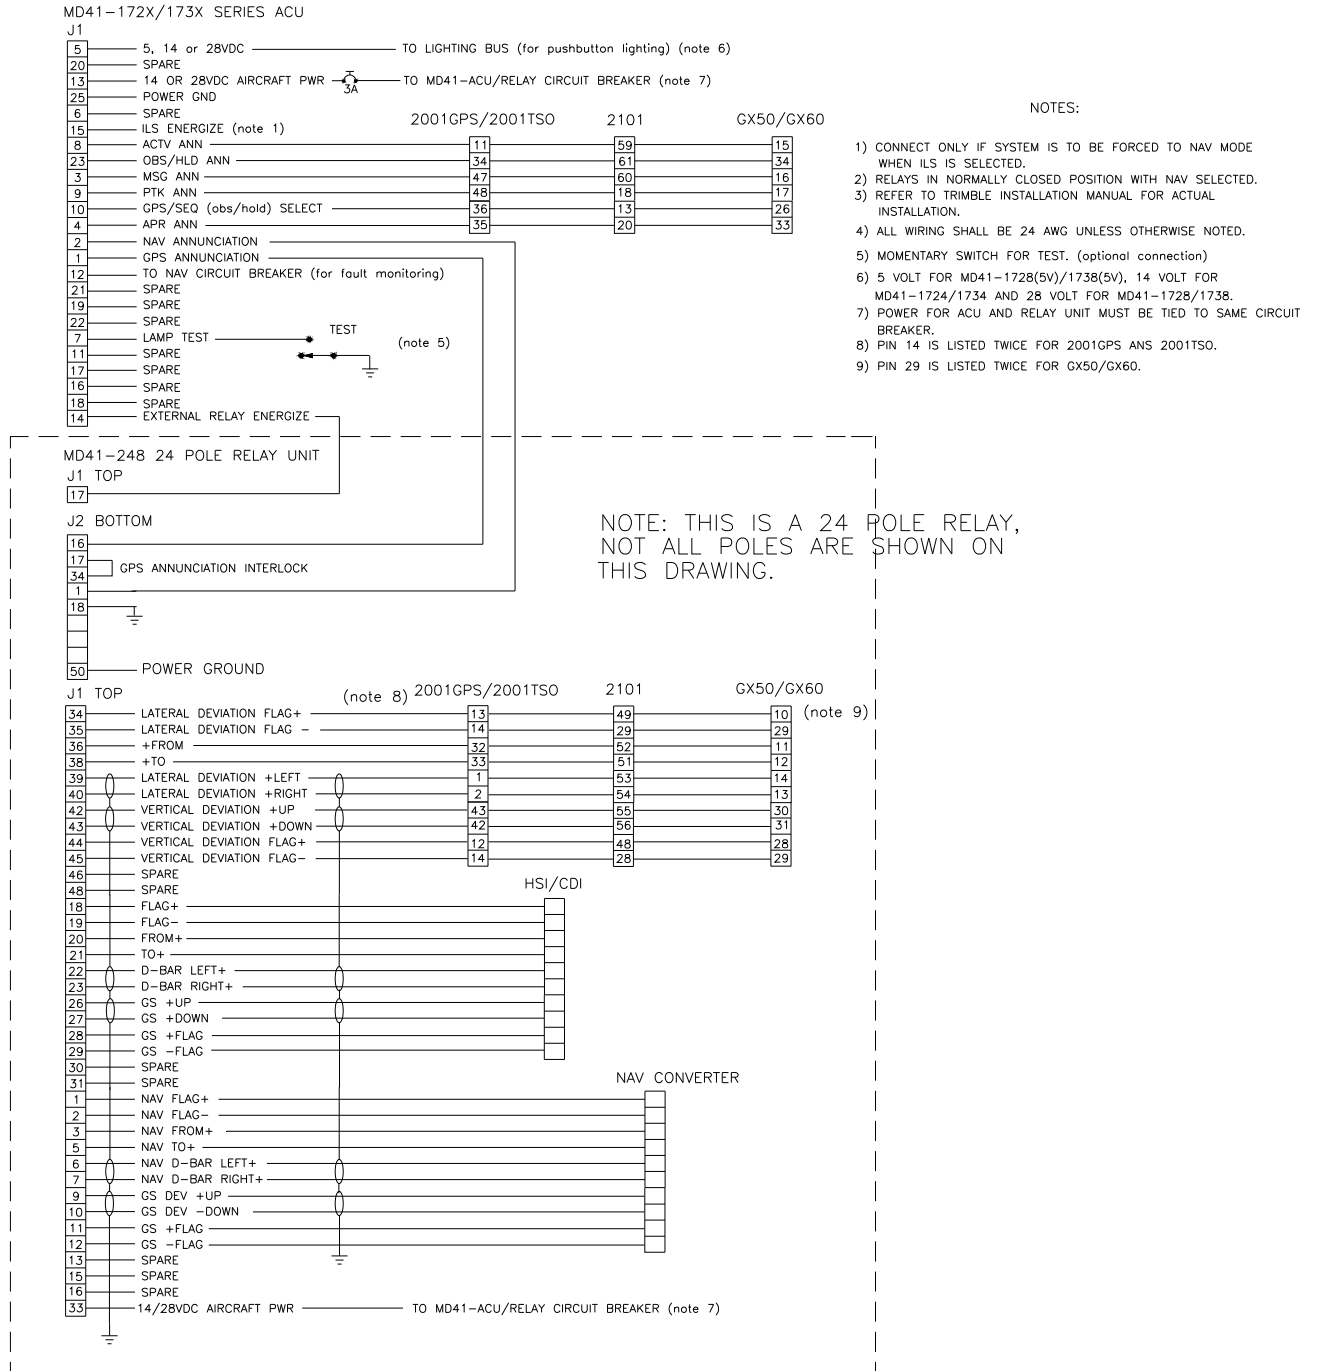 MD41-172X/173X SERIES ACU
J1
5 5, 14 or 28VDC TO LIGHTING BUS (for pushbutton lighting) (note 6)
20 SPARE
13 14 OR 28VDC AIRCRAFT PWR 3A TO MD41-ACU/RELAY CIRCUIT BREAKER (note 7)
25 POWER GND
6 SPARE
2001GPS/2001TSO 2101 GX50/GX60
15 ILS ENERGIZE (note 1)
8 ACTV ANN 11 59 15
23 OBS/HLD ANN 34 61 34
3 MSG ANN 47 60 16
9 PTK ANN 48 18 17
10 GPS/SEQ (obs/hold) SELECT 36 13 26
4 APR ANN 35 20 33
2 NAV ANNUNCIATION
1 GPS ANNUNCIATION
12 TO NAV CIRCUIT BREAKER (for fault monitoring)
21 SPARE
19 SPARE
22 SPARE
7 LAMP TEST TEST (note 5)
11 SPARE
17 SPARE
16 SPARE
18 SPARE
14 EXTERNAL RELAY ENERGIZE
NOTES:
1) CONNECT ONLY IF SYSTEM IS TO BE FORCED TO NAV MODE
WHEN ILS IS SELECTED.
2) RELAYS IN NORMALLY CLOSED POSITION WITH NAV SELECTED.
3) REFER TO TRIMBLE INSTALLATION MANUAL FOR ACTUAL
INSTALLATION.
4) ALL WIRING SHALL BE 24 AWG UNLESS OTHERWISE NOTED.
5) MOMENTARY SWITCH FOR TEST. (optional connection)
6) 5 VOLT FOR MD41-1728(5V)/1738(5V), 14 VOLT FOR
MD41-1724/1734 AND 28 VOLT FOR MD41-1728/1738.
7) POWER FOR ACU AND RELAY UNIT MUST BE TIED TO SAME CIRCUIT
BREAKER.
8) PIN 14 IS LISTED TWICE FOR 2001GPS ANS 2001TSO.
9) PIN 29 IS LISTED TWICE FOR GX50/GX60.
MD41-248 24 POLE RELAY UNIT
J1 TOP
17
J2 BOTTOM
16
17
34 GPS ANNUNCIATION INTERLOCK
1
18
50 POWER GROUND
NOTE: THIS IS A 24 POLE RELAY,
NOT ALL POLES ARE SHOWN ON
THIS DRAWING.
J1 TOP (note 8) 2001GPS/2001TSO 2101 GX50/GX60
34 LATERAL DEVIATION FLAG+ 13 49 10 (note 9)
35 LATERAL DEVIATION FLAG - 14 29 29
36 +FROM 32 52 11
38 +TO 33 51 12
39 LATERAL DEVIATION +LEFT 1 53 14
40 LATERAL DEVIATION +RIGHT 2 54 13
42 VERTICAL DEVIATION +UP 43 55 30
43 VERTICAL DEVIATION +DOWN 42 56 31
44 VERTICAL DEVIATION FLAG+ 12 48 28
45 VERTICAL DEVIATION FLAG- 14 28 29
46 SPARE
48 SPARE
HSI/CDI
18 FLAG+
19 FLAG-
20 FROM+
21 TO+
22 D-BAR LEFT+
23 D-BAR RIGHT+
26 GS +UP
27 GS +DOWN
28 GS +FLAG
29 GS -FLAG
30 SPARE
31 SPARE
NAV CONVERTER
1 NAV FLAG+
2 NAV FLAG-
3 NAV FROM+
5 NAV TO+
6 NAV D-BAR LEFT+
7 NAV D-BAR RIGHT+
9 GS DEV +UP
10 GS DEV -DOWN
11 GS +FLAG
12 GS -FLAG
13 SPARE
15 SPARE
16 SPARE
33 14/28VDC AIRCRAFT PWR TO MD41-ACU/RELAY CIRCUIT BREAKER (note 7)